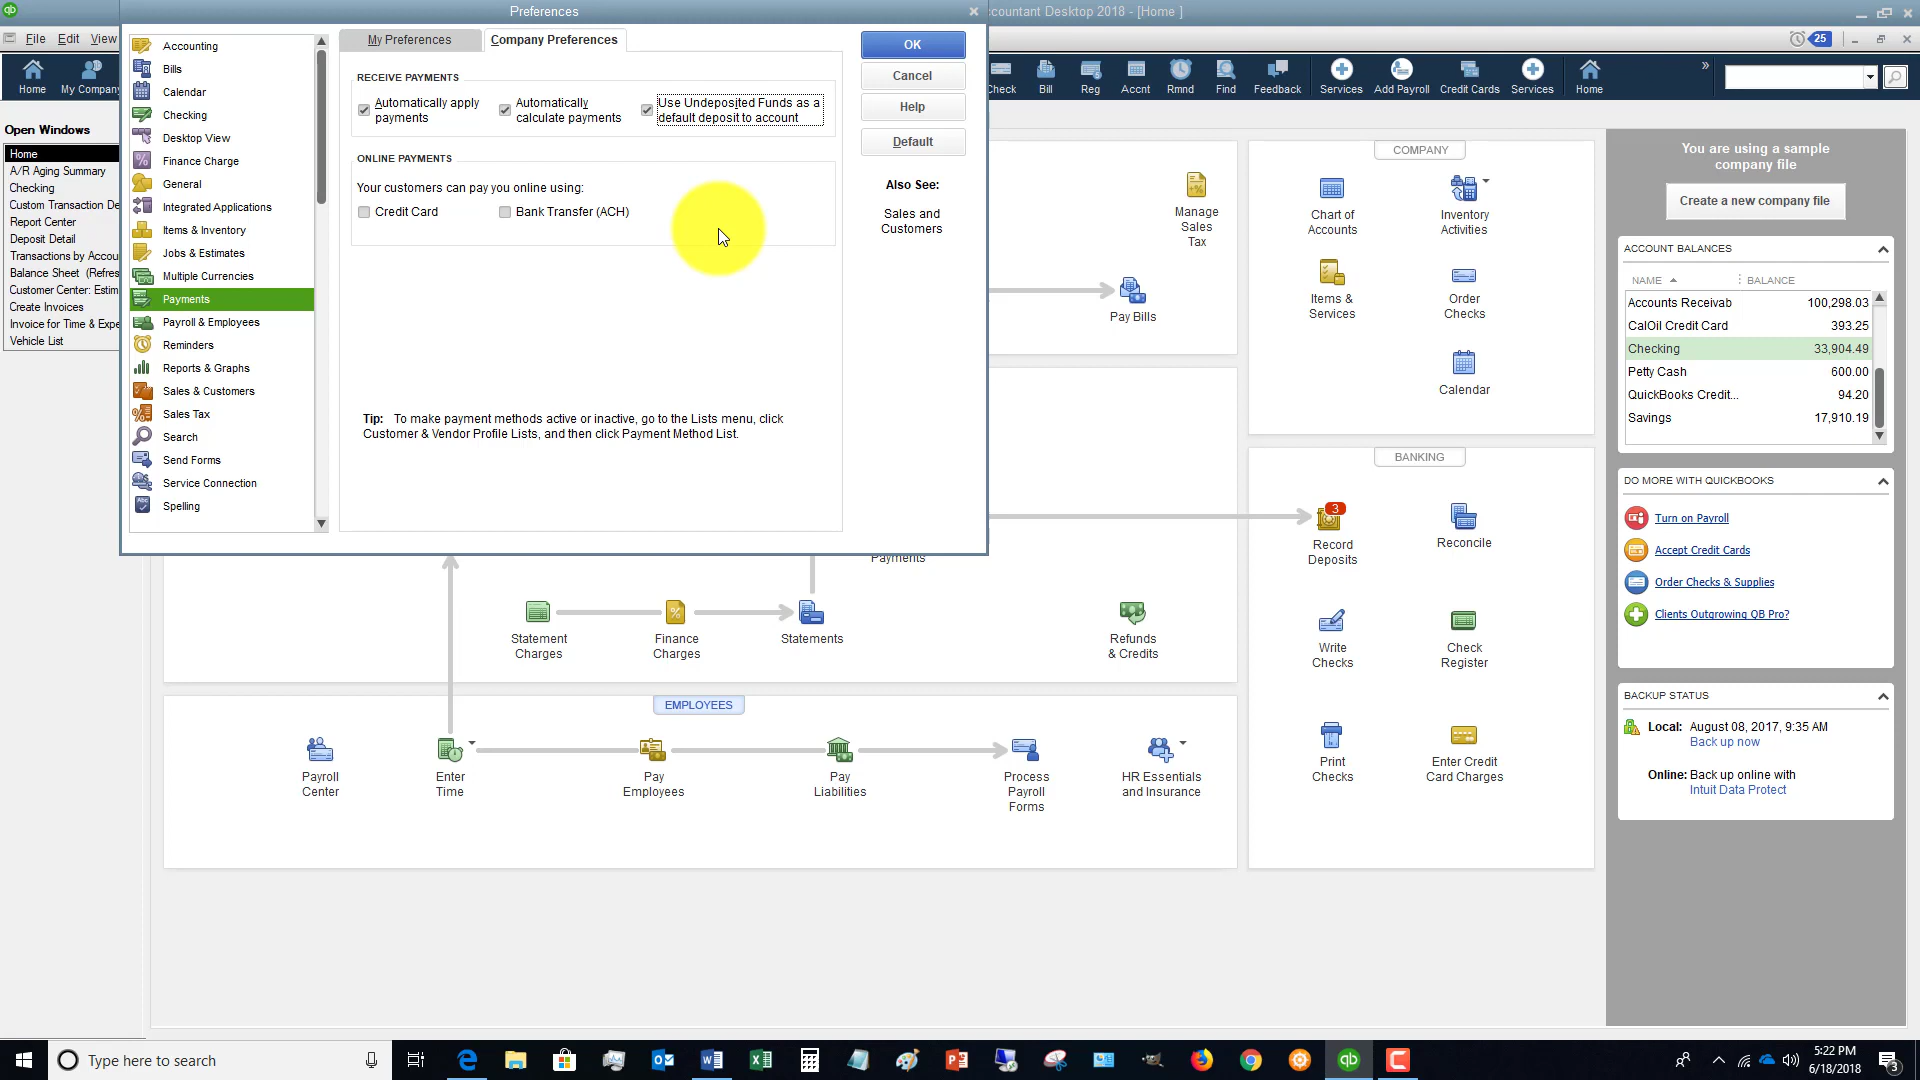 Preferences
ccountant Desktop 2018 - [Home ]
File Edit View
25
Home
My Company
Check
Bill
Reg
Accnt
Rmnd
Find
Feedback
Services
Add Payroll
Credit Cards
Services
Home
Open Windows
Home
A/R Aging Summary
Checking
Custom Transaction De
Report Center
Deposit Detail
Transactions by Accou
Balance Sheet (Refres
Customer Center: Estim
Create Invoices
Invoice for Time & Expe
Vehicle List
Accounting
Bills
Calendar
Checking
Desktop View
Finance Charge
General
Integrated Applications
Items & Inventory
Jobs & Estimates
Multiple Currencies
Payments
Payroll & Employees
Reminders
Reports & Graphs
Sales & Customers
Sales Tax
Search
Send Forms
Service Connection
Spelling
My Preferences
Company Preferences
RECEIVE PAYMENTS
Automatically apply
payments
Automatically
calculate payments
Use Undeposited Funds as a
default deposit to account
ONLINE PAYMENTS
Your customers can pay you online using:
Credit Card
Bank Transfer (ACH)
Tip: To make payment methods active or inactive, go to the Lists menu, click
Customer & Vendor Profile Lists, and then click Payment Method List.
OK
Cancel
Help
Default
Also See:
Sales and
Customers
Manage
Sales
Tax
Pay Bills
Payments
Statement
Charges
Finance
Charges
Statements
Refunds
& Credits
EMPLOYEES
Payroll
Center
Enter
Time
Pay
Employees
Pay
Liabilities
Process
Payroll
Forms
HR Essentials
and Insurance
COMPANY
Chart of
Accounts
Inventory
Activities
Items &
Services
Order
Checks
Calendar
BANKING
3
Record
Deposits
Reconcile
Write
Checks
Check
Register
Print
Checks
Enter Credit
Card Charges
You are using a sample
company file
Create a new company file
ACCOUNT BALANCES
NAME BALANCE
Accounts Receivab 100,298.03
CalOil Credit Card 393.25
Checking 33,904.49
Petty Cash 600.00
QuickBooks Credit... 94.20
Savings 17,910.19
DO MORE WITH QUICKBOOKS
Turn on Payroll
Accept Credit Cards
Order Checks & Supplies
Clients Outgrowing QB Pro?
BACKUP STATUS
Local: August 08, 2017, 9:35 AM
Back up now
Online: Back up online with
Intuit Data Protect
Type here to search
5:22 PM
6/18/2018
3